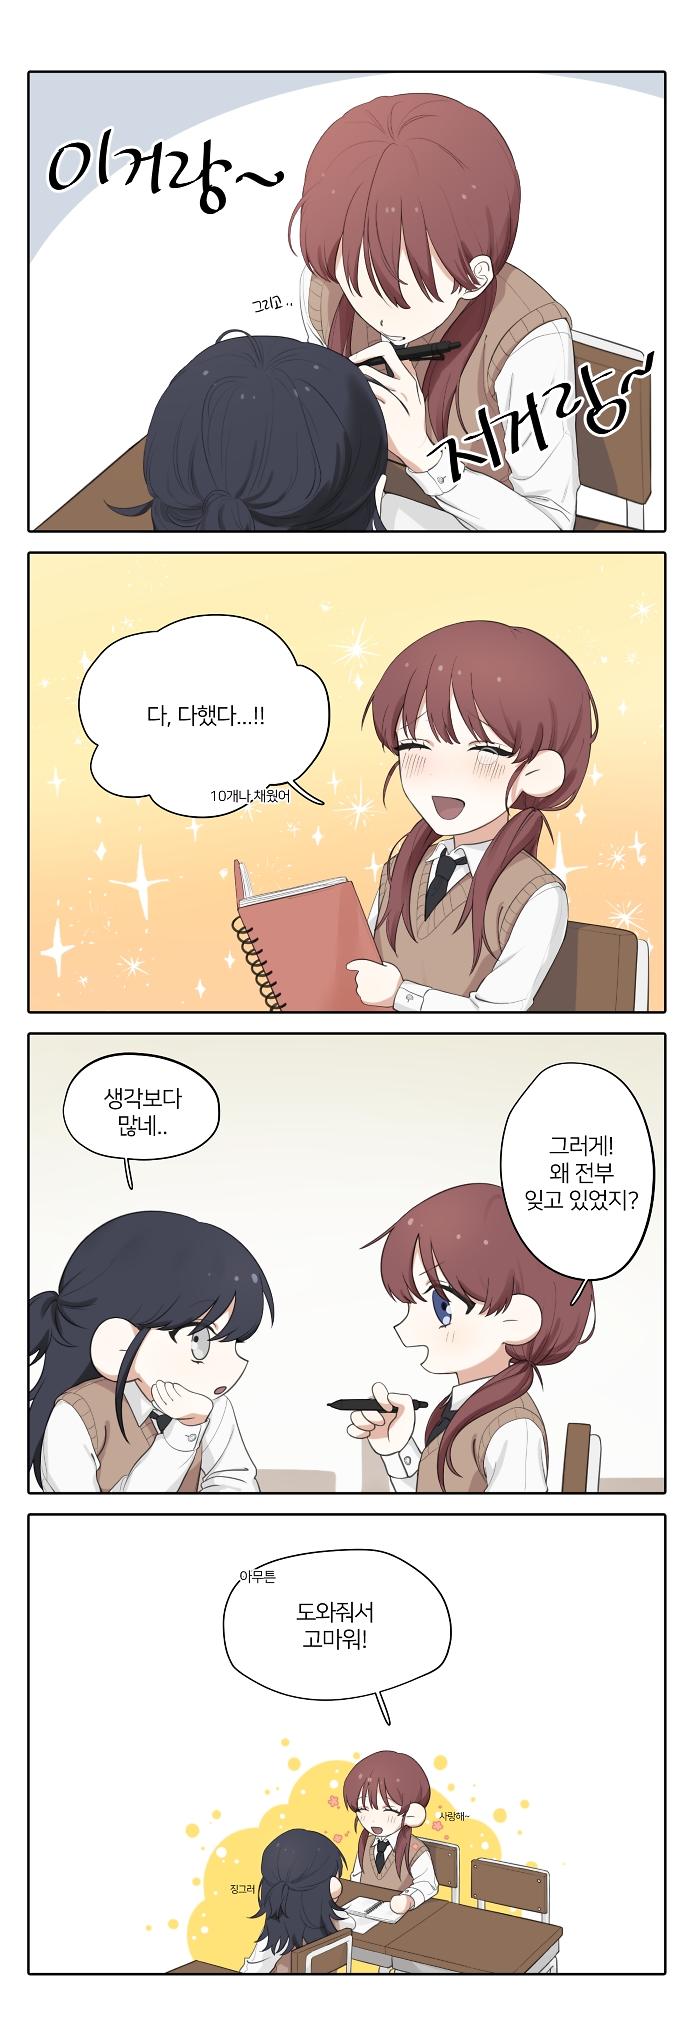 이거랑~
그리고..
저거랑~
다, 다했다...!!
10개나 채웠어
생각보다
많네..
그러게!
왜 전부
잊고 있었지?
아무튼
도와줘서
고마워!
사랑해~
징그러